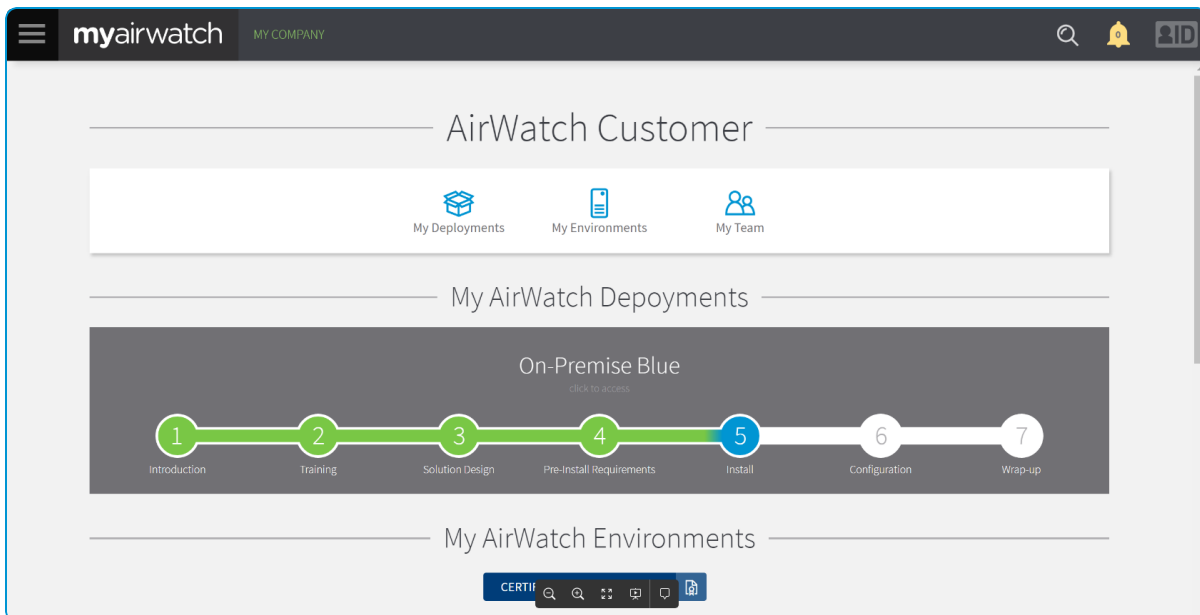 myairwatch MY COMPANY 0 ID
AirWatch Customer
My Deployments My Environments My Team
My AirWatch Depoyments
On-Premise Blue
click to access
1 2 3 4 5 6 7
Introduction Training Solution Design Pre-Install Requirements Install Configuration Wrap-up
My AirWatch Environments